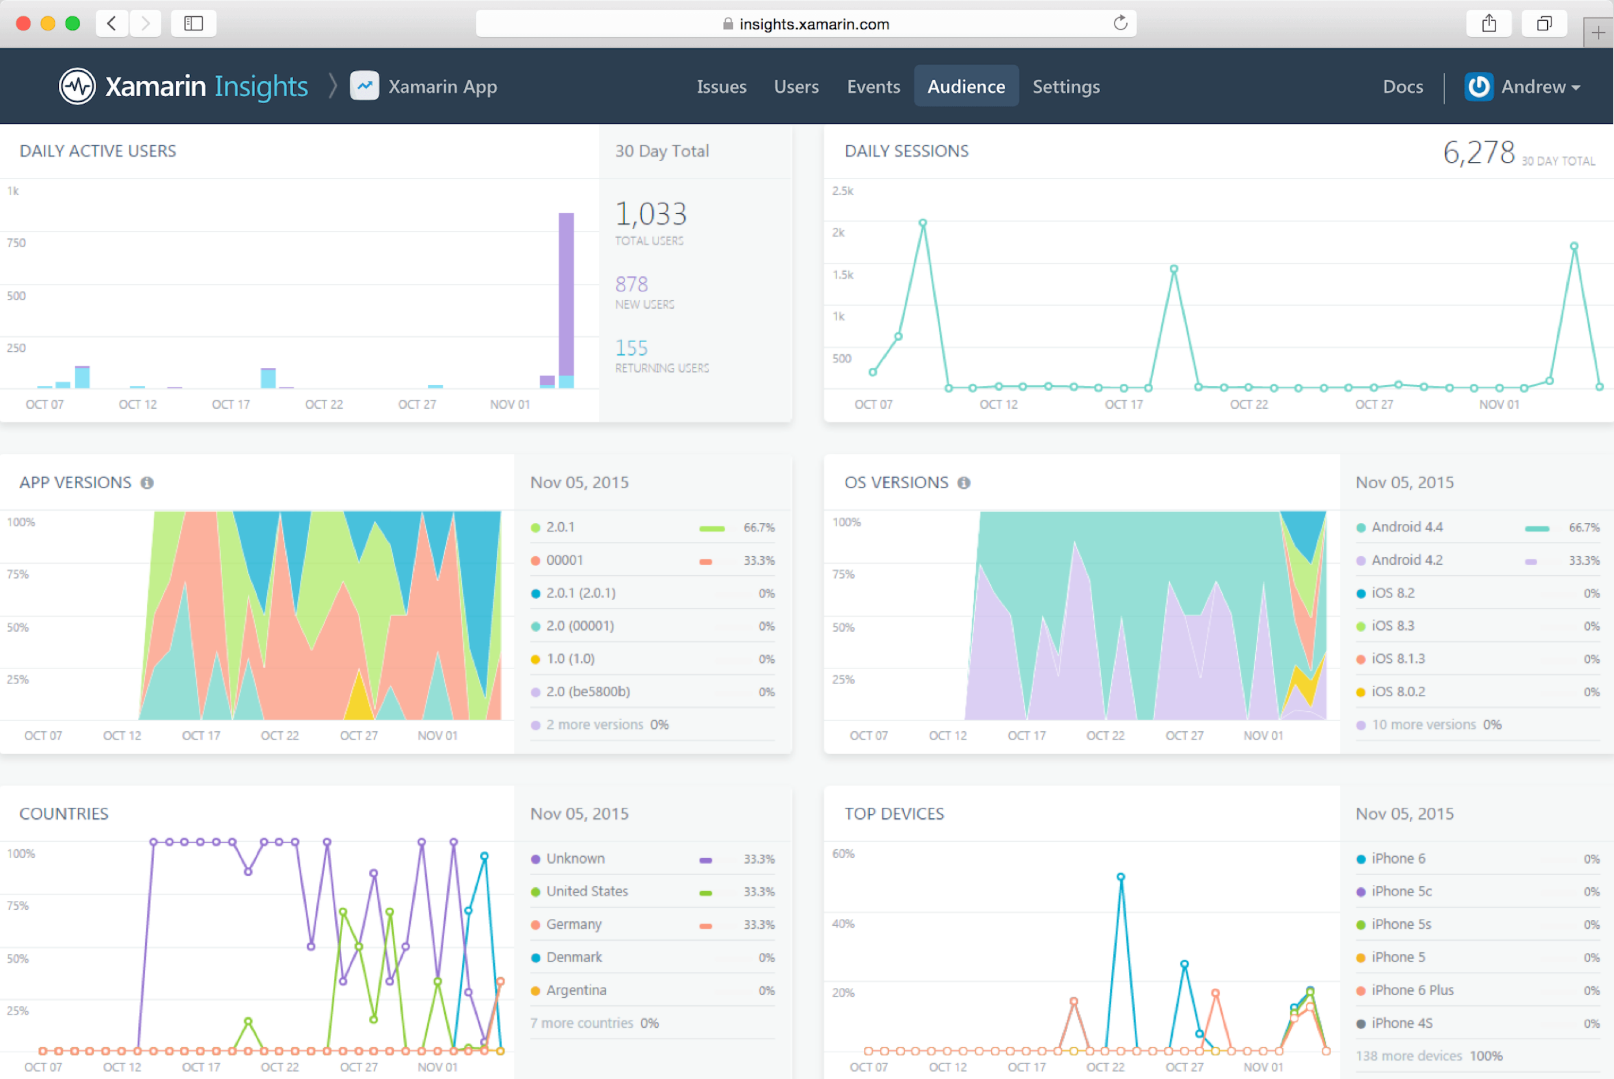 insights.xamarin.com
Xamarin Insights
Xamarin App
Issues
Users
Events
Audience
Settings
Docs
Andrew
DAILY ACTIVE USERS
1k
750
500
250
OCT 07
OCT 12
OCT 17
OCT 22
OCT 27
NOV 01
30 Day Total
1,033
TOTAL USERS
878
NEW USERS
155
RETURNING USERS
DAILY SESSIONS
6,278 30 DAY TOTAL
2.5k
2k
1.5k
1k
500
OCT 07
OCT 12
OCT 17
OCT 22
OCT 27
NOV 01
APP VERSIONS
100%
75%
50%
25%
OCT 07
OCT 12
OCT 17
OCT 22
OCT 27
NOV 01
Nov 05, 2015
2.0.1 66.7%
00001 33.3%
2.0.1 (2.0.1) 0%
2.0 (00001) 0%
1.0 (1.0) 0%
2.0 (be5800b) 0%
2 more versions 0%
OS VERSIONS
100%
75%
50%
25%
OCT 07
OCT 12
OCT 17
OCT 22
OCT 27
NOV 01
Nov 05, 2015
Android 4.4 66.7%
Android 4.2 33.3%
iOS 8.2 0%
iOS 8.3 0%
iOS 8.1.3 0%
iOS 8.0.2 0%
10 more versions 0%
COUNTRIES
100%
75%
50%
25%
OCT 07
OCT 12
OCT 17
OCT 22
OCT 27
NOV 01
Nov 05, 2015
Unknown 33.3%
United States 33.3%
Germany 33.3%
Denmark 0%
Argentina 0%
7 more countries 0%
TOP DEVICES
60%
40%
20%
OCT 07
OCT 12
OCT 17
OCT 22
OCT 27
NOV 01
Nov 05, 2015
iPhone 6 0%
iPhone 5c 0%
iPhone 5s 0%
iPhone 5 0%
iPhone 6 Plus 0%
iPhone 4S 0%
138 more devices 100%